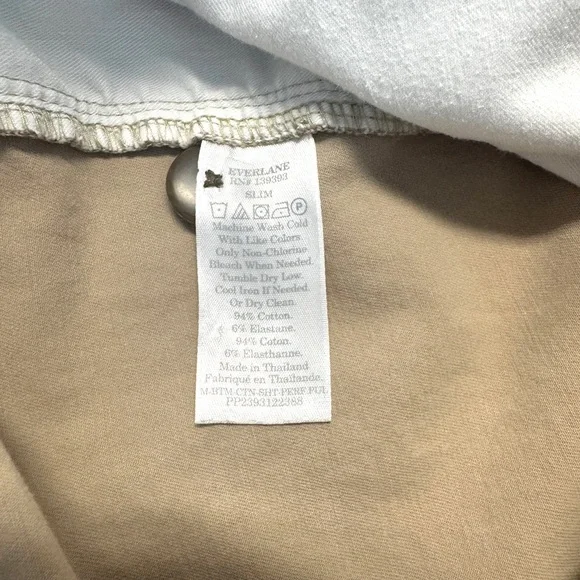 EVERLANE
RN# 139393
SLIM
P
Machine Wash Cold
With Like Colors.
Only Non-Chlorine
Bleach When Needed.
Tumble Dry Low.
Cool Iron If Needed.
Or Dry Clean.
94% Cotton.
6% Elastane.
94% Coton.
6% Elasthanne.
Made in Thailand
Fabriqué en Thaïlande.
M-BTM-CTN-SHT-PERF-
PP2393122388